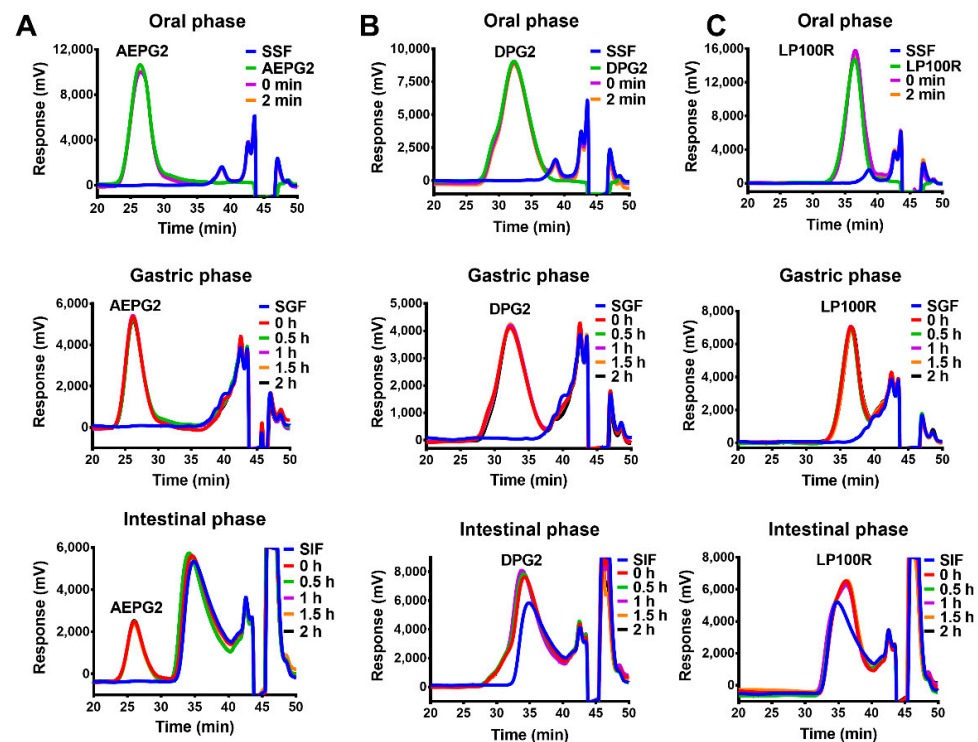 A
Oral phase
AEPG2
12,000
8,000
4,000
0
Response (mV)
SSF
AEPG2
0 min
2 min
20 25 30 35 40 45 50
Time (min)
Gastric phase
AEPG2
6,000
4,000
2,000
0
Response (mV)
SGF
0 h
0.5 h
1 h
1.5 h
2 h
20 25 30 35 40 45 50
Time (min)
Intestinal phase
AEPG2
6,000
4,000
2,000
0
Response (mV)
SIF
0 h
0.5 h
1 h
1.5 h
2 h
20 25 30 35 40 45 50
Time (min)
B
Oral phase
DPG2
10,000
7,500
5,000
2,500
0
Response (mV)
SSF
DPG2
0 min
2 min
20 25 30 35 40 45 50
Time (min)
Gastric phase
DPG2
5,000
4,000
3,000
2,000
1,000
0
Response (mV)
SGF
0 h
0.5 h
1 h
1.5 h
2 h
20 25 30 35 40 45 50
Time (min)
Intestinal phase
DPG2
8,000
6,000
4,000
2,000
0
Response (mV)
SIF
0 h
0.5 h
1 h
1.5 h
2 h
20 25 30 35 40 45 50
Time (min)
C
Oral phase
LP100R
16,000
12,000
8,000
4,000
0
Response (mV)
SSF
LP100R
0 min
2 min
20 25 30 35 40 45 50
Time (min)
Gastric phase
LP100R
8,000
6,000
4,000
2,000
0
Response (mV)
SGF
0 h
0.5 h
1 h
1.5 h
2 h
20 25 30 35 40 45 50
Time (min)
Intestinal phase
LP100R
8,000
6,000
4,000
2,000
0
Response (mV)
SIF
0 h
0.5 h
1 h
1.5 h
2 h
20 25 30 35 40 45 50
Time (min)